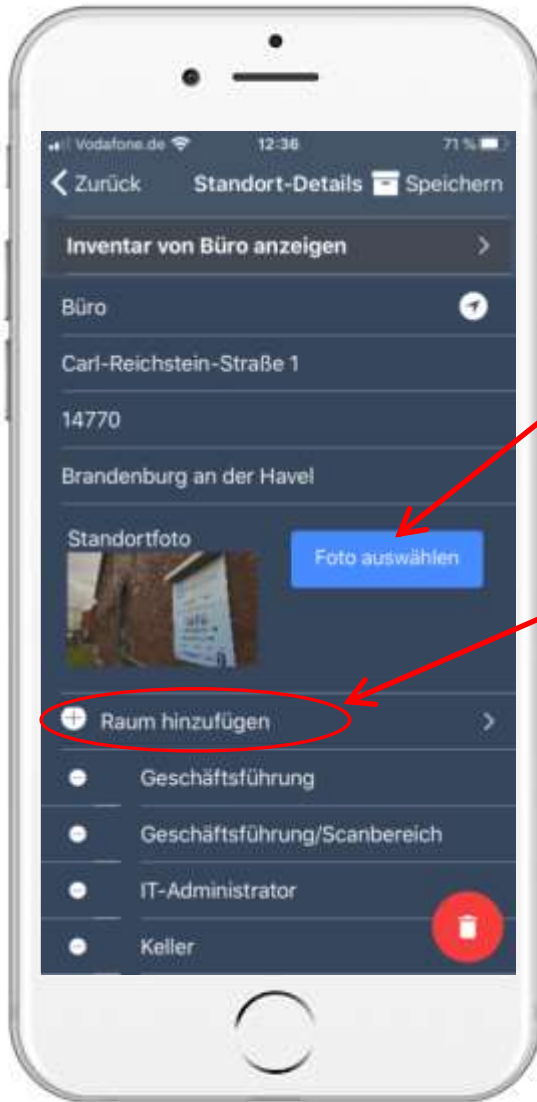 Vodafone.de 12:36 71 %
Zurück Standort-Details Speichern
Inventar von Büro anzeigen
Büro
Carl-Reichstein-Straße 1
14770
Brandenburg an der Havel
Standortfoto
Foto auswählen
Raum hinzufügen
Geschäftsführung
Geschäftsführung/Scanbereich
IT-Administrator
Keller